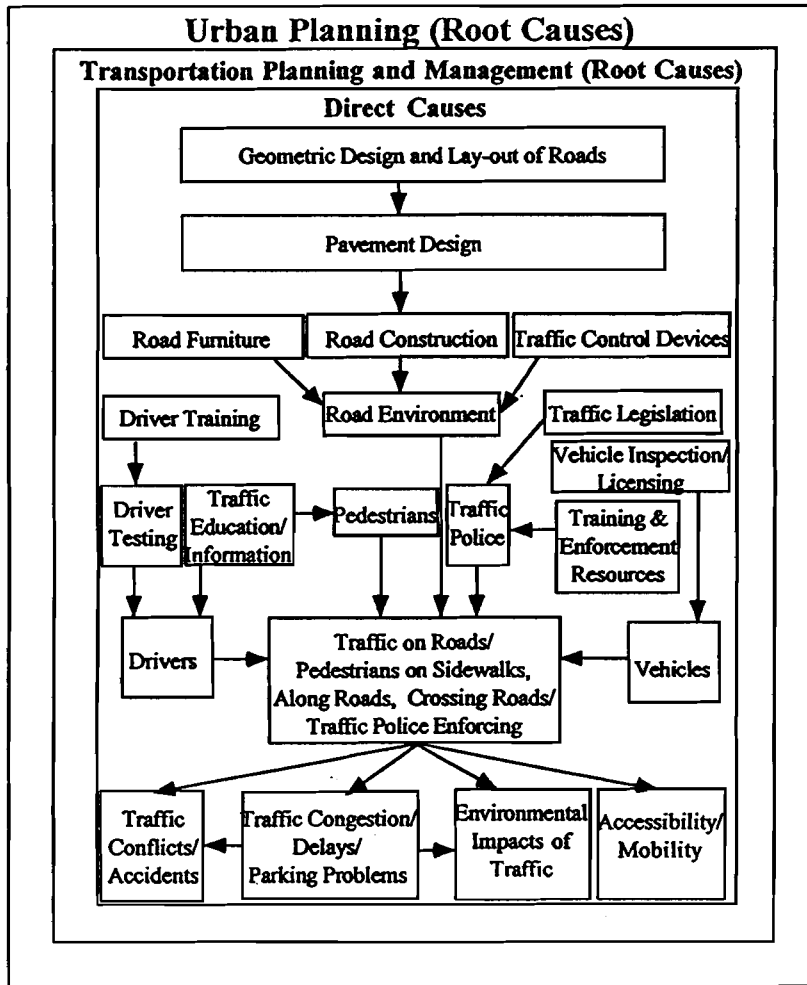 Urban Planning (Root Causes)
Transportation Planning and Management (Root Causes)
Direct Causes
Geometric Design and Lay-out of Roads
Pavement Design
Road Furniture
Road Construction
Traffic Control Devices
Road Environment
Driver Training
Traffic Legislation
Vehicle Inspection/
Licensing
Driver
Testing
Traffic
Education/
Information
Pedestrians
Traffic
Police
Training &
Enforcement
Resources
Drivers
Traffic on Roads/
Pedestrians on Sidewalks,
Along Roads, Crossing Roads/
Traffic Police Enforcing
Vehicles
Traffic
Conflicts/
Accidents
Traffic Congestion/
Delays/
Parking Problems
Environmental
Impacts of
Traffic
Accessibility/
Mobility